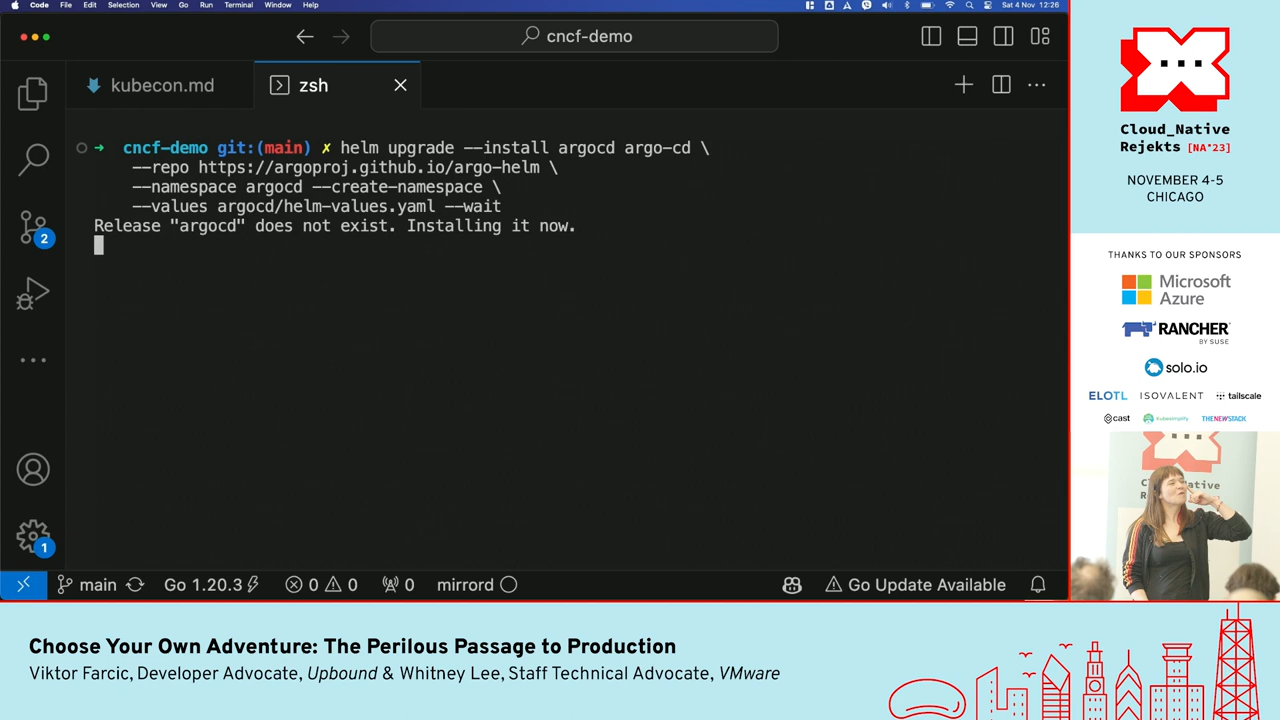 Code File Edit Selection View Go Run Terminal Window Help
Sat 4 Nov 12:26
cncf-demo
kubecon.md
zsh
➜ cncf-demo git:(main) ✗ helm upgrade --install argocd argo-cd \
--repo https://argoproj.github.io/argo-helm \
--namespace argocd --create-namespace \
--values argocd/helm-values.yaml --wait
Release "argocd" does not exist. Installing it now.
2
1
main
Go 1.20.3
0
0
0
mirrord
Go Update Available
Cloud_Native
Rejekts [NA'23]
NOVEMBER 4-5
CHICAGO
THANKS TO OUR SPONSORS
Microsoft
Azure
RANCHER
BY SUSE
solo.io
ELOTL
ISOVALENT
tailscale
cast
Kubesimplify
THENEWSTACK
Choose Your Own Adventure: The Perilous Passage to Production
Viktor Farcic, Developer Advocate, Upbound & Whitney Lee, Staff Technical Advocate, VMware